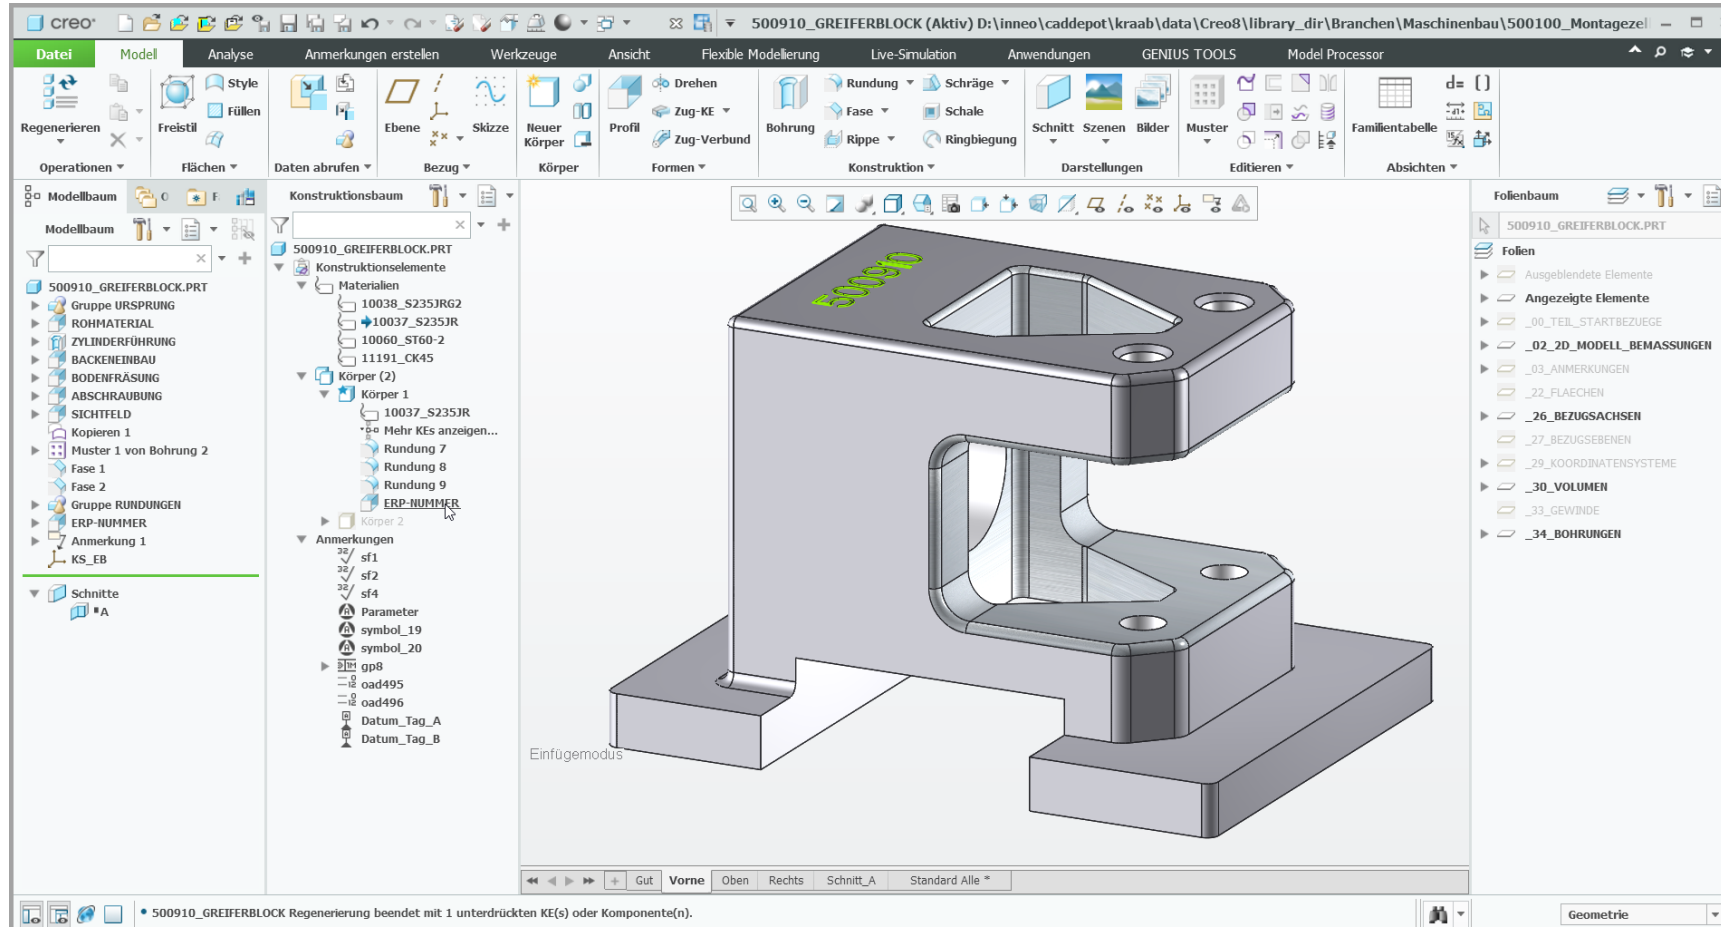 creo
500910_GREIFERBLOCK (Aktiv) D:\inneo\caddepot\kraab\data\Creo8\library_dir\Branchen\Maschinenbau\500100_Montagezel
Datei Modell Analyse Anmerkungen erstellen Werkzeuge Ansicht Flexible Modellierung Live-Simulation Anwendungen GENIUS TOOLS Model Processor
Regenerieren
Operationen
Freistil
Style
Füllen
Flächen
Daten abrufen
Ebene
Skizze
Bezug
Neuer Körper
Körper
Profil
Drehen
Zug-KE
Zug-Verbund
Formen
Bohrung
Rundung
Fase
Rippe
Schräge
Schale
Ringbiegung
Konstruktion
Schnitt
Szenen
Bilder
Darstellungen
Muster
Editieren
Familientabelle
d=
Absichten
Modellbaum
Modellbaum
500910_GREIFERBLOCK.PRT
Gruppe URSPRUNG
ROHMATERIAL
ZYLINDERFÜHRUNG
BACKENEINBAU
BODENFRÄSUNG
ABSCHRAUBUNG
SICHTFELD
Kopieren 1
Muster 1 von Bohrung 2
Fase 1
Fase 2
Gruppe RUNDUNGEN
ERP-NUMMER
Anmerkung 1
KS_EB
Schnitte
A
Konstruktionsbaum
500910_GREIFERBLOCK.PRT
Konstruktionselemente
Materialien
10038_S235JRG2
10037_S235JR
10060_ST60-2
11191_CK45
Körper (2)
Körper 1
10037_S235JR
Mehr KEs anzeigen...
Rundung 7
Rundung 8
Rundung 9
ERP-NUMMER
Körper 2
Anmerkungen
sf1
sf2
sf4
Parameter
symbol_19
symbol_20
gp8
oad495
oad496
Datum_Tag_A
Datum_Tag_B
500910
Einfügemodus
Gut Vorne Oben Rechts Schnitt_A Standard Alle *
Folienbaum
500910_GREIFERBLOCK.PRT
Folien
Ausgeblendete Elemente
Angezeigte Elemente
_00_TEIL_STARTBEZUEGE
_02_2D_MODELL_BEMASSUNGEN
_03_ANMERKUNGEN
_22_FLAECHEN
_26_BEZUGSACHSEN
_27_BEZUGSEBENEN
_29_KOORDINATENSYSTEME
_30_VOLUMEN
_33_GEWINDE
_34_BOHRUNGEN
• 500910_GREIFERBLOCK Regenerierung beendet mit 1 unterdrückten KE(s) oder Komponente(n).
Geometrie